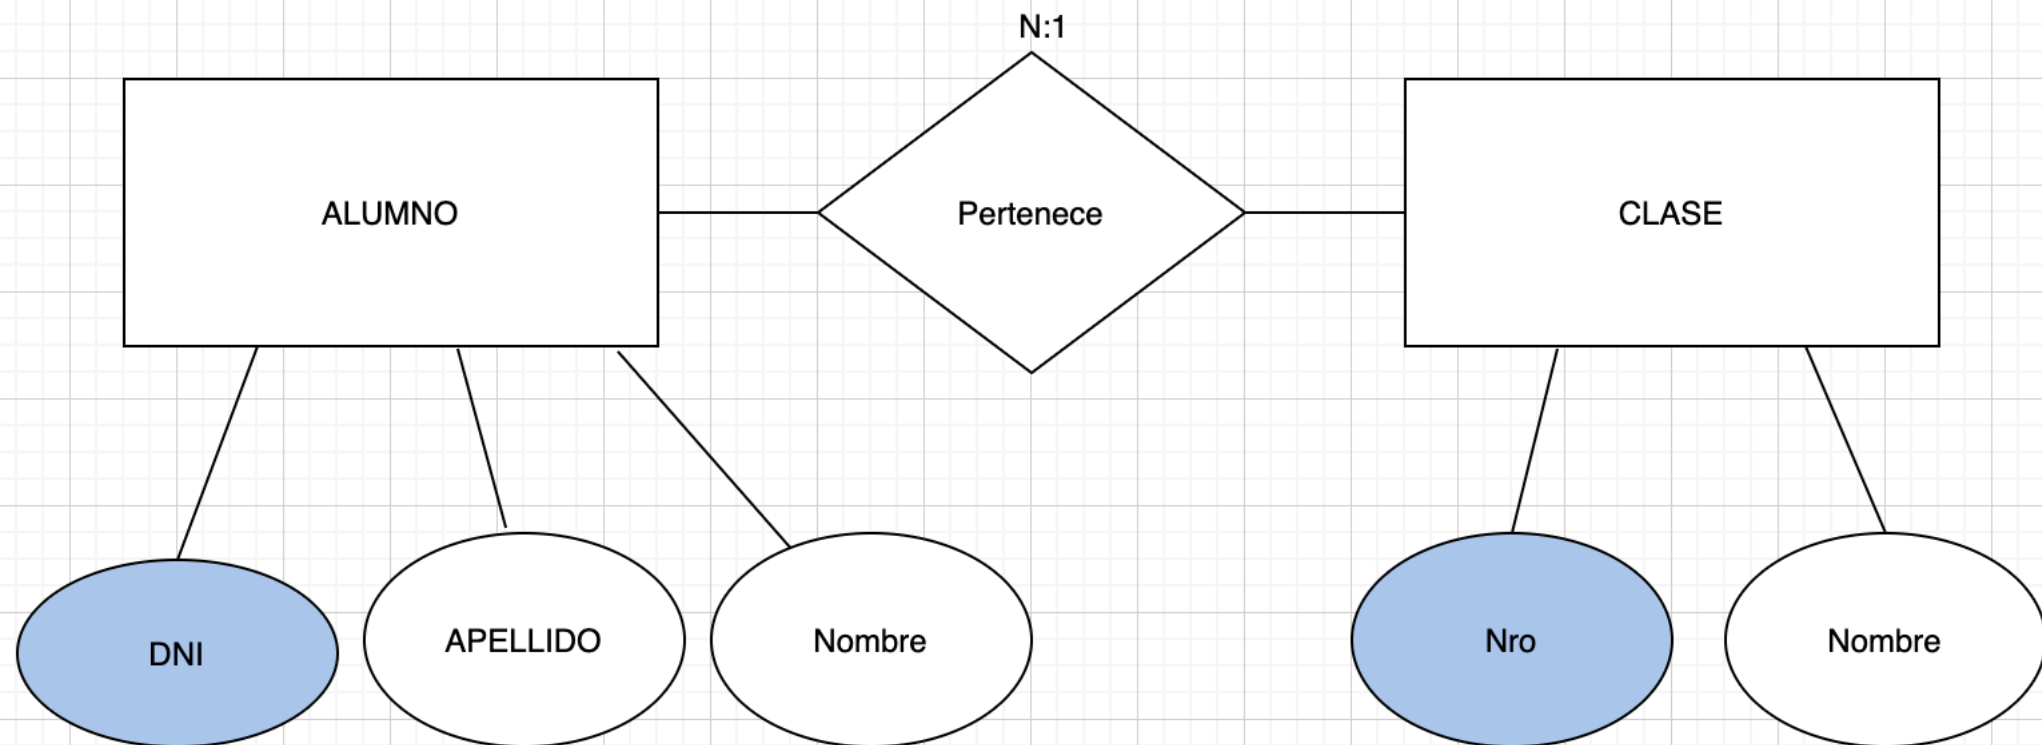 N:1
ALUMNO
Pertenece
CLASE
DNI
APELLIDO
Nombre
Nro
Nombre